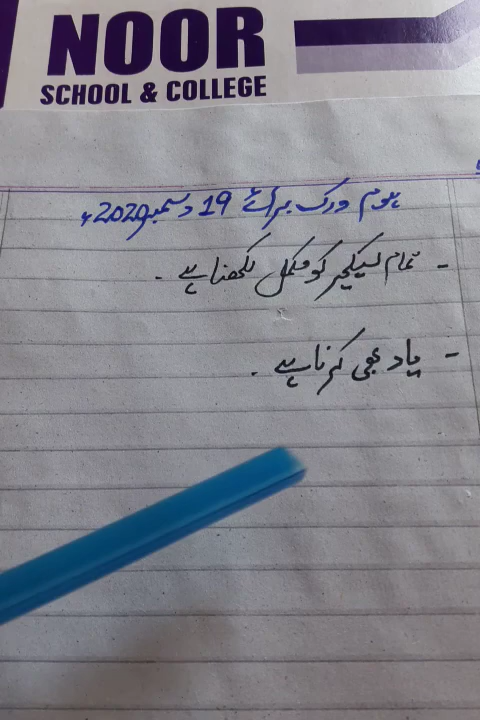 NOOR
SCHOOL & COLLEGE
ہوم ورک برائے 19 دسمبر 2020ء
- تمام لیکچر کو مکمل لکھنا ہے۔
- یاد بھی کرنا ہے۔